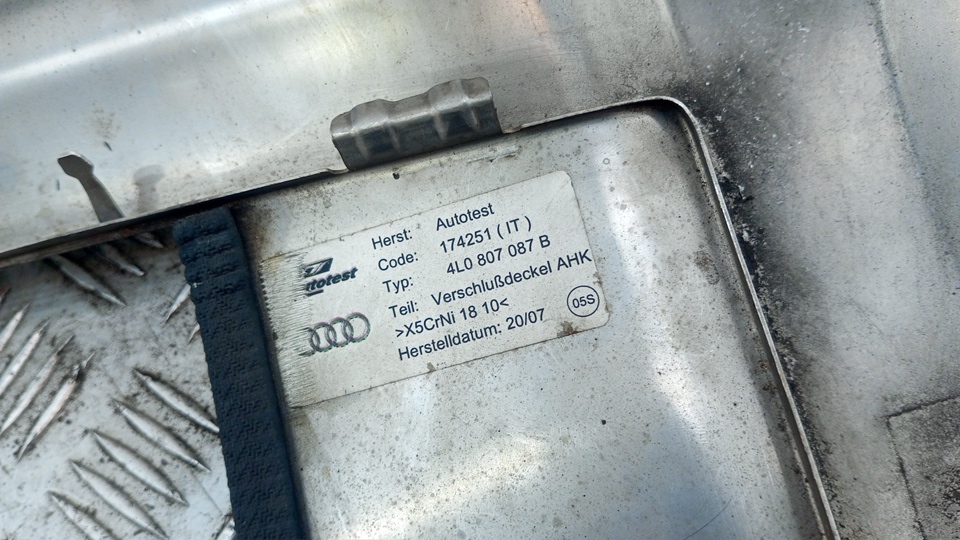 Herst: Autotest
Code: 174251 ( IT )
Typ: 4L0 807 087 B
Teil: Verschlußdeckel AHK
>X5CrNi 18 10<
Herstelldatum: 20/07
05S